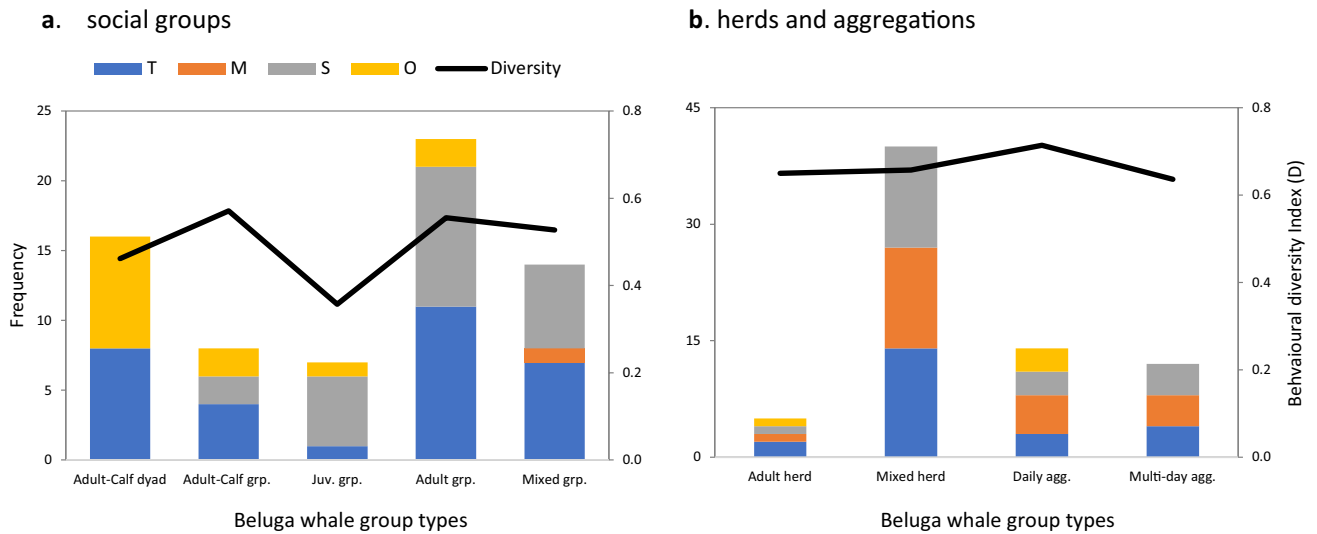 a. social groups
T M S O Diversity
25
20
15
10
5
0
0.8
0.6
0.4
0.2
0.0
Frequency
Adult-Calf dyad Adult-Calf grp. Juv. grp. Adult grp. Mixed grp.
Beluga whale group types
b. herds and aggregations
45
30
15
0
0.8
0.6
0.4
0.2
0.0
Behvaioural diversity Index (D)
Adult herd Mixed herd Daily agg. Multi-day agg.
Beluga whale group types